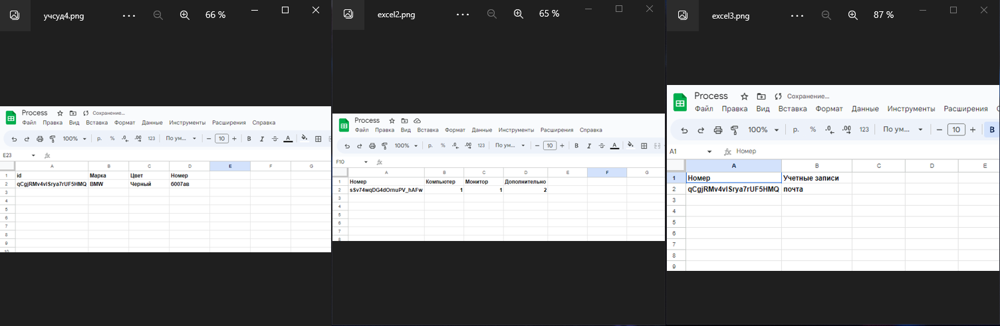 учсуд4.png
66 %
Process
Сохранение...
Файл Правка Вид Вставка Формат Данные Инструменты Расширения Справка
100% р. % .0 .00 123 По ум... 10 B I A
E23
A B C D E F G
1 id Марка Цвет Номер
2 qCgjRMv4vISrya7rUF5HMQ BMW Черный 6007ав
3
4
5
6
7
8
9
10
excel2.png
65 %
Process
Файл Правка Вид Вставка Формат Данные Инструменты Расширения Справка
100% р. % .0 .00 123 По ум... 10 B I A
F10
A B C D E F G
1 Номер Компьютер Монитор Дополнительно
2 sSv74wqDG4dOrnuPV_hAFw 1 1 2
3
4
5
6
7
8
excel3.png
87 %
Process
Сохранение...
Файл Правка Вид Вставка Формат Данные Инструменты Расширения
100% р. % .0 .00 123 По ум... 10 B
A1 Номер
A B C D E
1 Номер Учетные записи
2 qCgjRMv4vISrya7rUF5HMQ почта
3
4
5
6
7
8
9